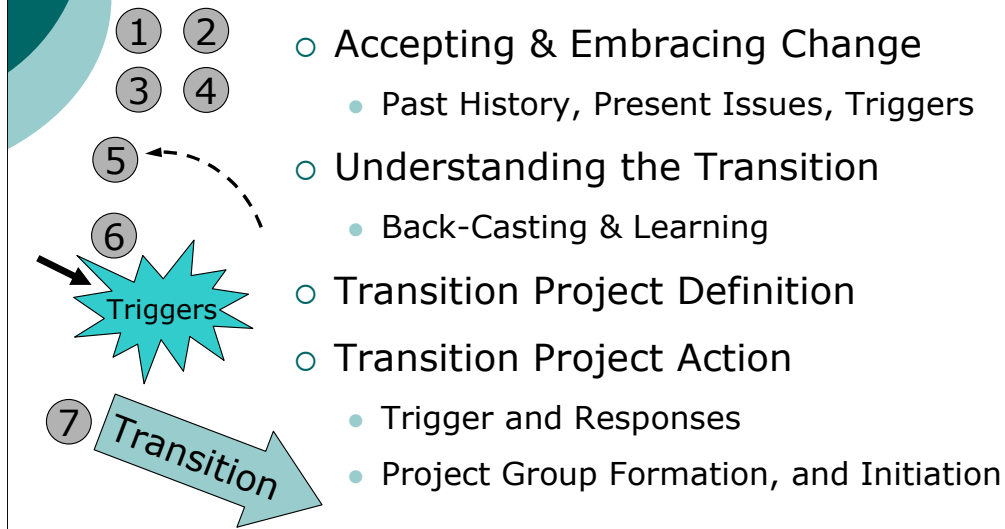 1 2
3 4
5
6
Triggers
7 Transition
Accepting & Embracing Change
Past History, Present Issues, Triggers
Understanding the Transition
Back-Casting & Learning
Transition Project Definition
Transition Project Action
Trigger and Responses
Project Group Formation, and Initiation